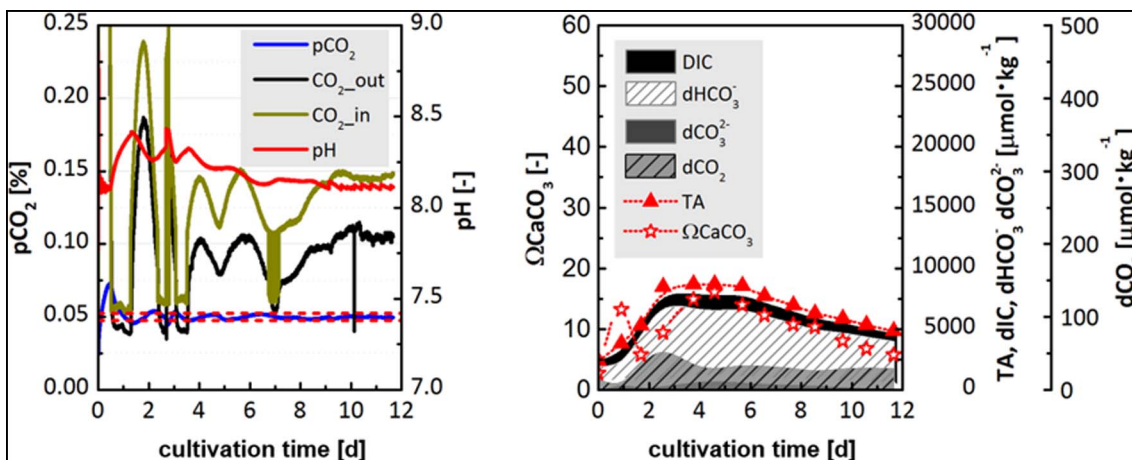 0.25
0.20
0.15
0.10
0.05
0.00
pCO₂ [%]
pCO₂
CO₂_out
CO₂_in
pH
9.0
8.5
8.0
7.5
7.0
pH [-]
0 2 4 6 8 10 12
cultivation time [d]
60
50
40
30
20
10
0
ΩCaCO₃ [-]
DIC
dHCO₃⁻
dCO₃²⁻
dCO₂
TA
ΩCaCO₃
30000
25000
20000
15000
10000
5000
0
TA, dIC, dHCO₃⁻ dCO₃²⁻ [µmol•kg⁻¹]
500
400
300
200
100
0
dCO₂ [µmol•kg⁻¹]
0 2 4 6 8 10 12
cultivation time [d]